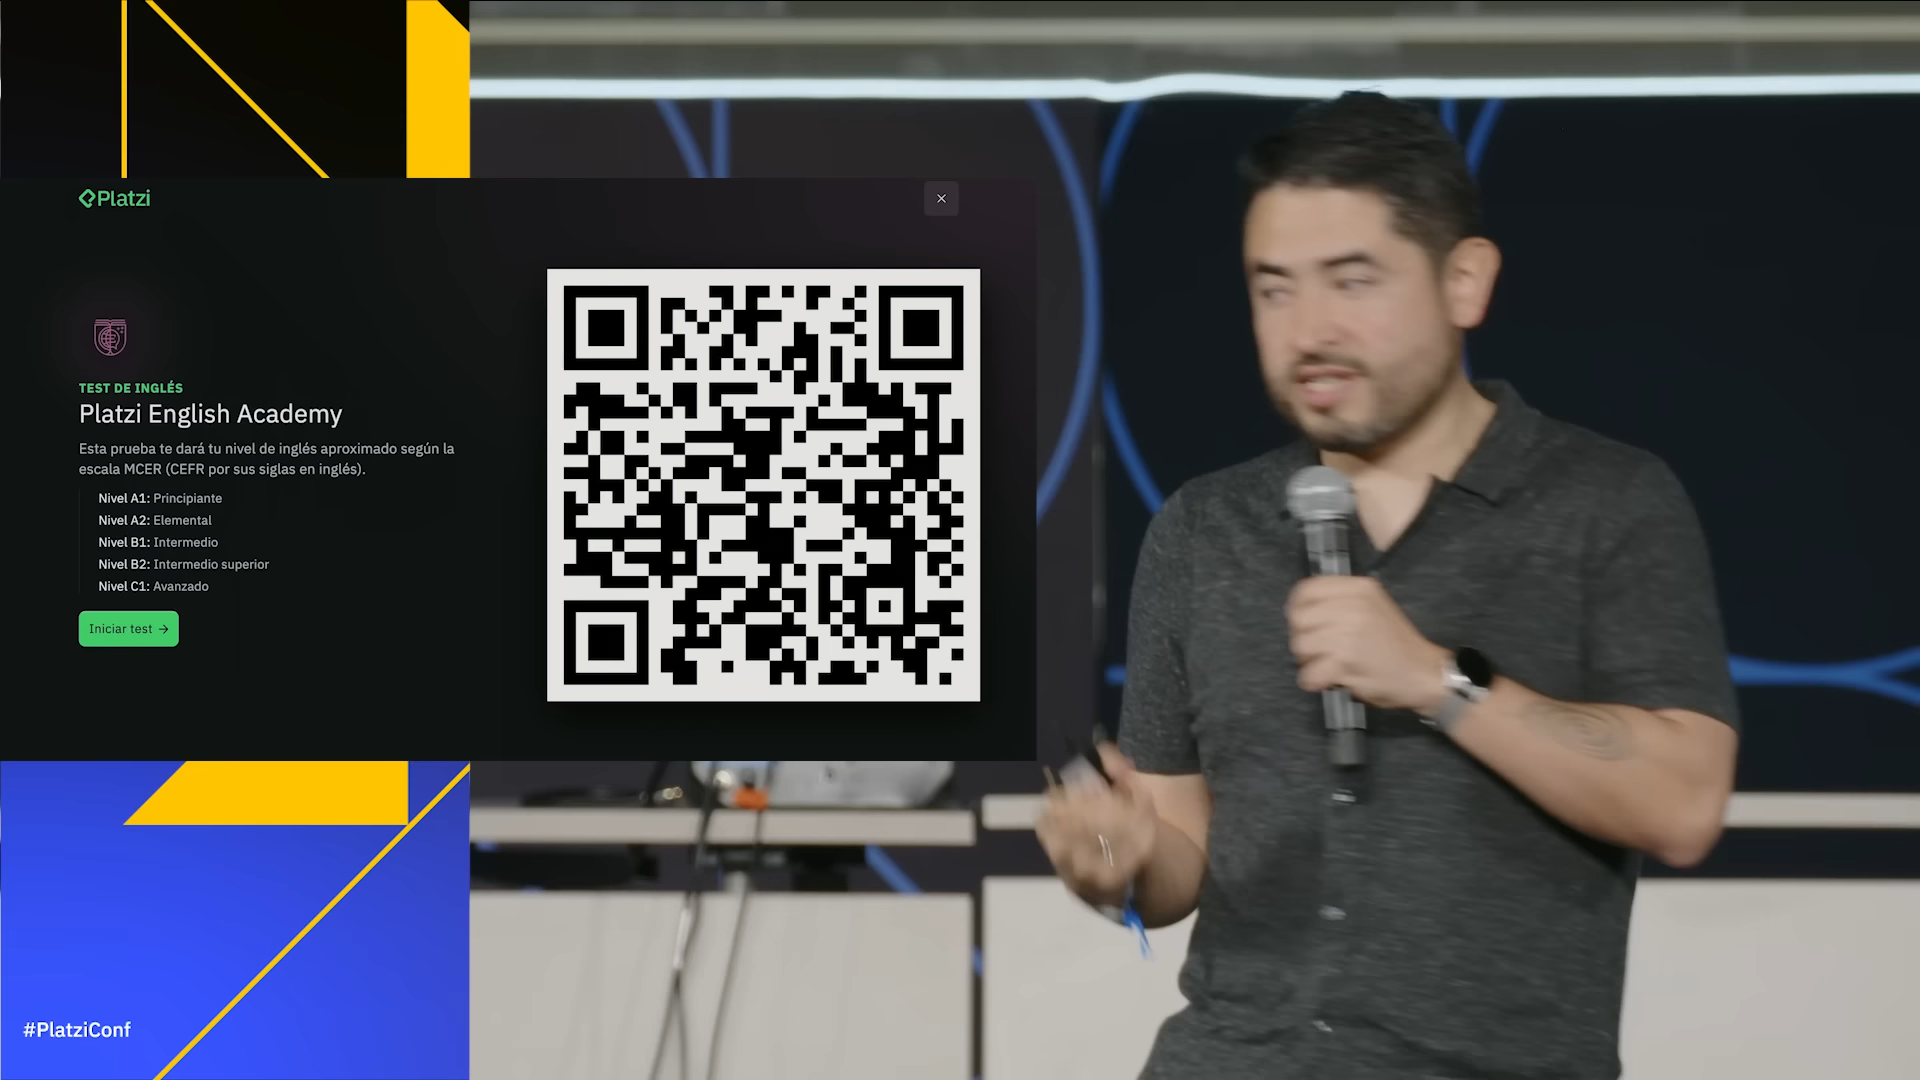 Platzi
TEST DE INGLÉS
Platzi English Academy
Esta prueba te dará tu nivel de inglés aproximado según la
escala MCER (CEFR por sus siglas en inglés).
Nivel A1: Principiante
Nivel A2: Elemental
Nivel B1: Intermedio
Nivel B2: Intermedio superior
Nivel C1: Avanzado
Iniciar test →
#PlatziConf